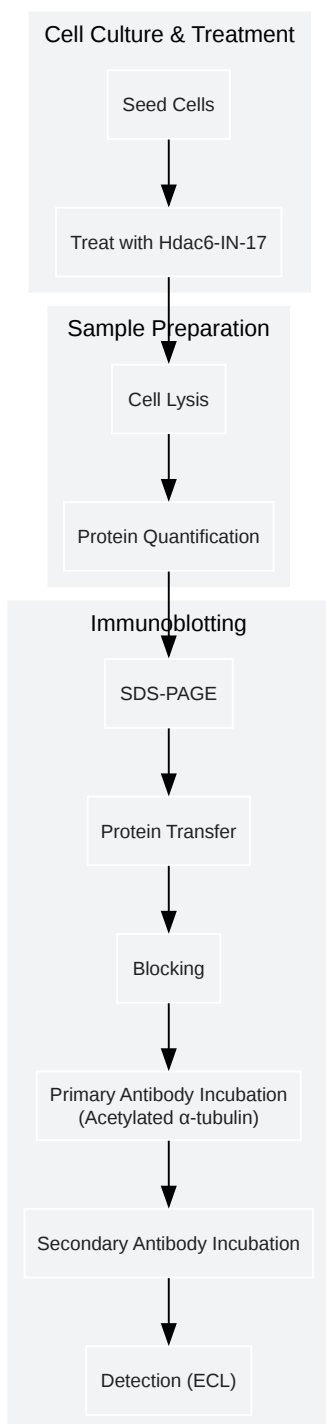 Cell Culture & Treatment
Seed Cells
Treat with Hdac6-IN-17
Sample Preparation
Cell Lysis
Protein Quantification
Immunoblotting
SDS-PAGE
Protein Transfer
Blocking
Primary Antibody Incubation
(Acetylated α-tubulin)
Secondary Antibody Incubation
Detection (ECL)